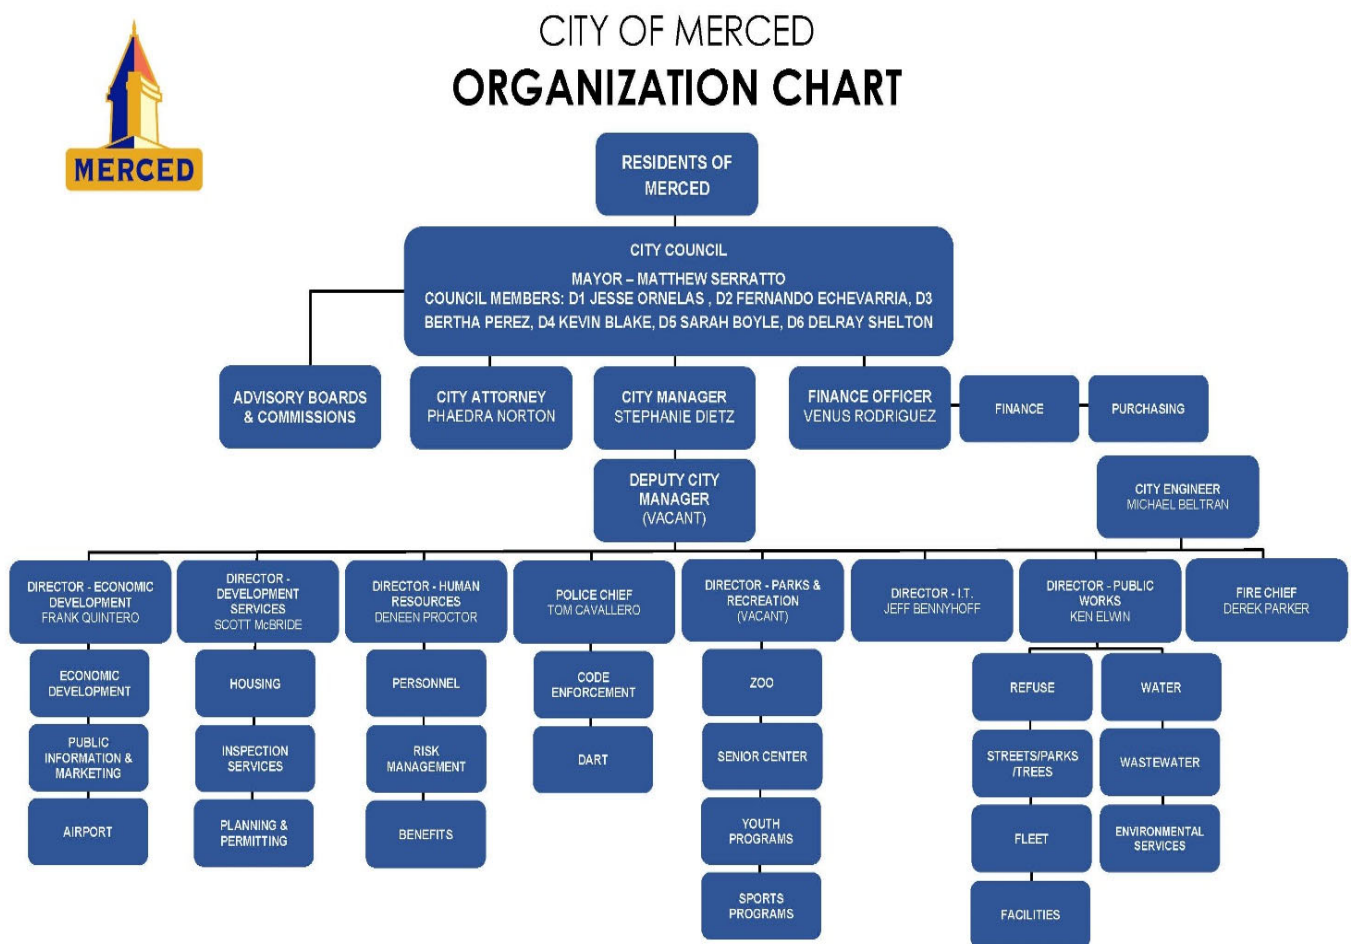 CITY OF MERCED
ORGANIZATION CHART
MERCED
RESIDENTS OF
MERCED
CITY COUNCIL
MAYOR – MATTHEW SERRATTO
COUNCIL MEMBERS: D1 JESSE ORNELAS , D2 FERNANDO ECHEVARRIA, D3
BERTHA PEREZ, D4 KEVIN BLAKE, D5 SARAH BOYLE, D6 DELRAY SHELTON
ADVISORY BOARDS
& COMMISSIONS
CITY ATTORNEY
PHAEDRA NORTON
CITY MANAGER
STEPHANIE DIETZ
FINANCE OFFICER
VENUS RODRIGUEZ
FINANCE
PURCHASING
DEPUTY CITY
MANAGER
(VACANT)
CITY ENGINEER
MICHAEL BELTRAN
DIRECTOR - ECONOMIC
DEVELOPMENT
FRANK QUINTERO
DIRECTOR -
DEVELOPMENT
SERVICES
SCOTT McBRIDE
DIRECTOR - HUMAN
RESOURCES
DENEEN PROCTOR
POLICE CHIEF
TOM CAVALLERO
DIRECTOR - PARKS &
RECREATION
(VACANT)
DIRECTOR - I.T.
JEFF BENNYHOFF
DIRECTOR - PUBLIC
WORKS
KEN ELWIN
FIRE CHIEF
DEREK PARKER
ECONOMIC
DEVELOPMENT
HOUSING
PERSONNEL
CODE
ENFORCEMENT
ZOO
REFUSE
WATER
PUBLIC
INFORMATION &
MARKETING
INSPECTION
SERVICES
RISK
MANAGEMENT
DART
SENIOR CENTER
STREETS/PARKS
/TREES
WASTEWATER
AIRPORT
PLANNING &
PERMITTING
BENEFITS
YOUTH
PROGRAMS
FLEET
ENVIRONMENTAL
SERVICES
SPORTS
PROGRAMS
FACILITIES